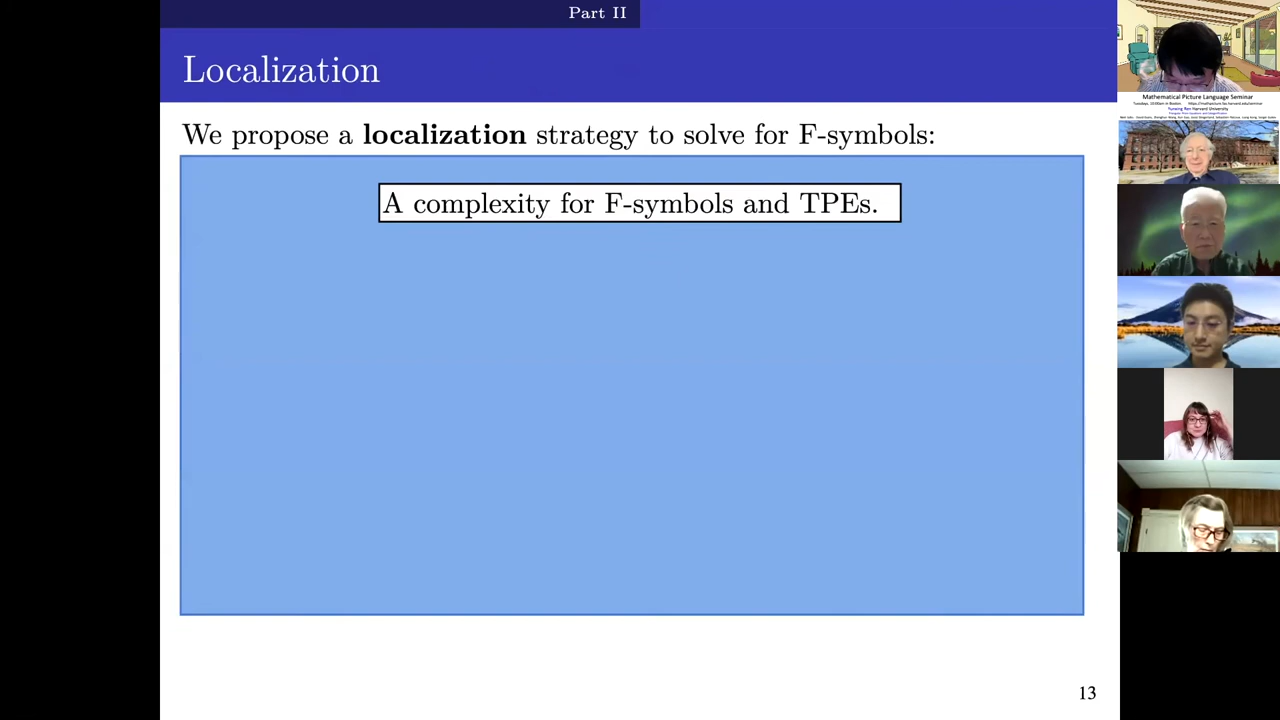 Part II
Localization
We propose a localization strategy to solve for F-symbols:
A complexity for F-symbols and TPEs.
13
Mathematical Picture Language Seminar